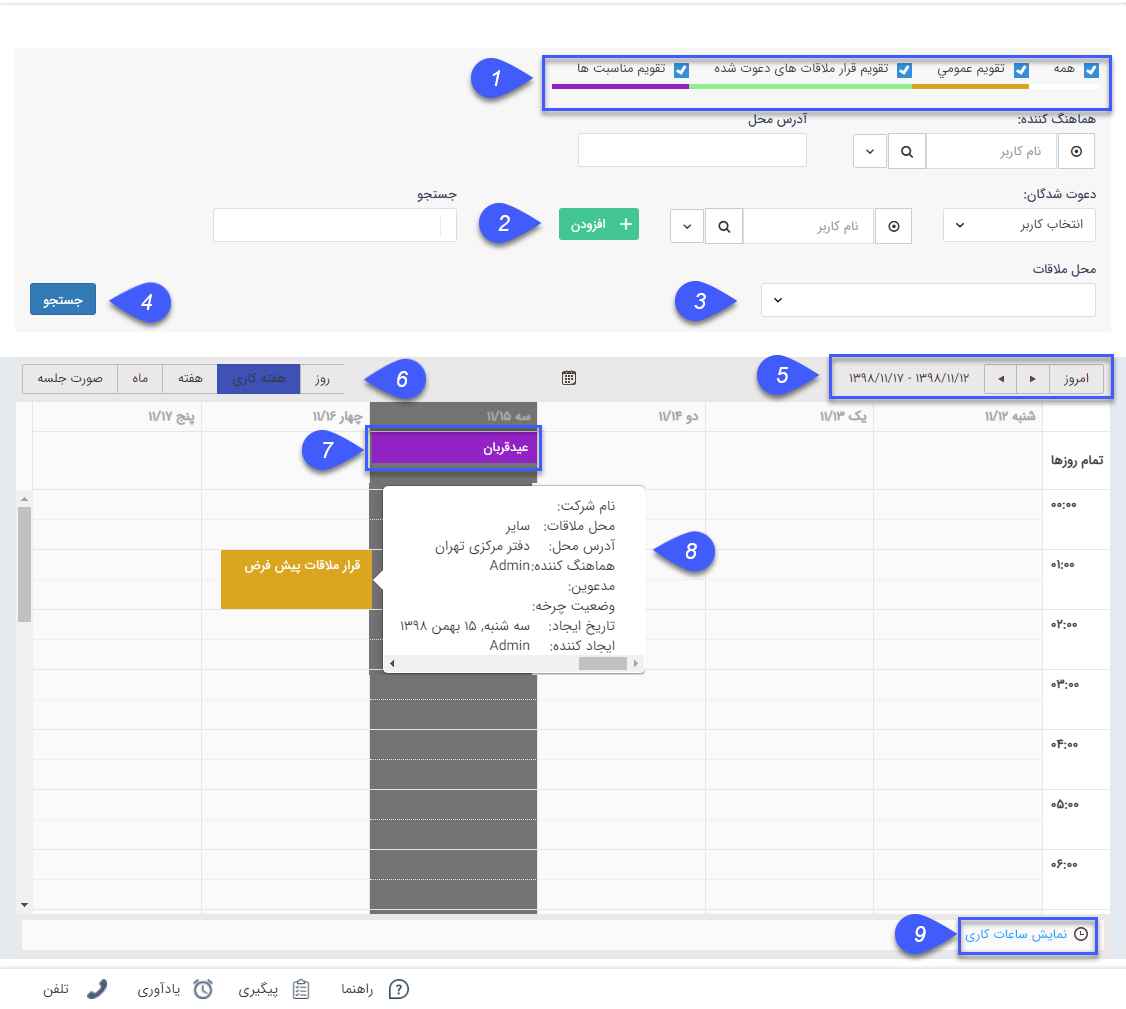 همه تقویم عمومي تقویم قرار ملاقات های دعوت شده تقویم مناسبت ها 1
هماهنگ کننده: آدرس محل
نام کاربر
دعوت شدگان: جستجو
انتخاب کاربر نام کاربر + افزودن 2
محل ملاقات
3 4 جستجو
امروز ۱۳۹۸/۱۱/۱۲ - ۱۳۹۸/۱۱/۱۷ 5 6 روز هفته کاری هفته ماه صورت جلسه
شنبه ۱۱/۱۲ یک ۱۱/۱۳ دو ۱۱/۱۴ سه ۱۱/۱۵ چهار ۱۱/۱۶ پنج ۱۱/۱۷
تمام روزها عیدقربان 7
۰۰:۰۰
۰۱:۰۰
۰۲:۰۰
۰۳:۰۰
۰۴:۰۰
۰۵:۰۰
۰۶:۰۰
قرار ملاقات پیش فرض
نام شرکت:
محل ملاقات: سایر
آدرس محل: دفتر مرکزی تهران
هماهنگ کننده:Admin
مدعوین:
وضعیت چرخه:
تاریخ ایجاد: سه شنبه, ۱۵ بهمن ۱۳۹۸
ایجاد کننده: Admin
8
نمایش ساعات کاری 9
راهنما پیگیری یادآوری تلفن